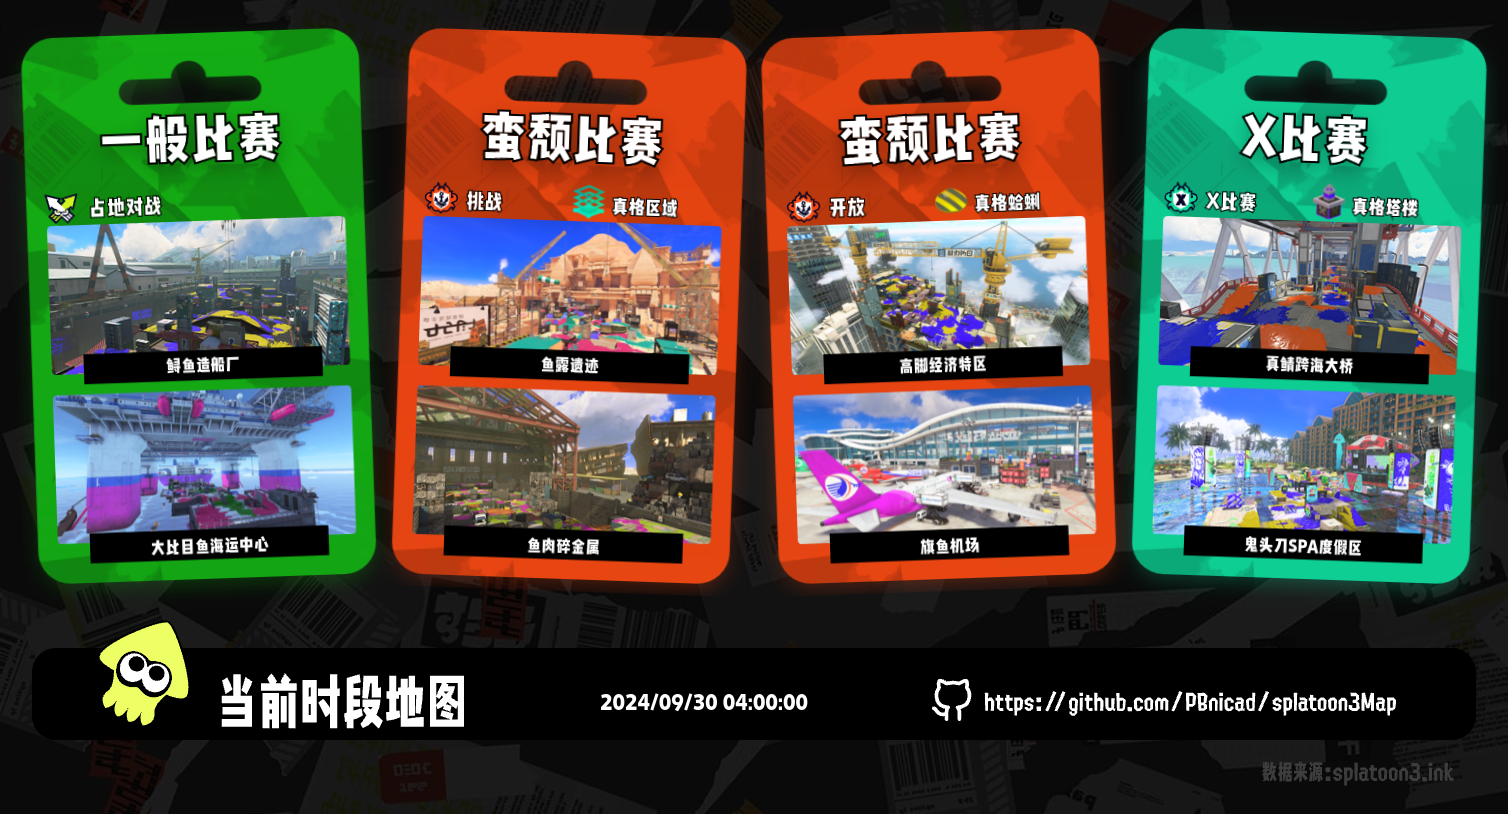 一般比赛
占地对战
鲟鱼造船厂
大比目鱼海运中心
蛮颓比赛
挑战
真格区域
鱼露遗迹
鱼肉碎金属
蛮颓比赛
开放
真格蛤蜊
高脚经济特区
旗鱼机场
X比赛
X比赛
真格塔楼
真鲭跨海大桥
鬼头刀SPA度假区
当前时段地图
2024/09/30 04:00:00
https://github.com/PBnicad/splatoon3Map
数据来源:splatoon3.ink